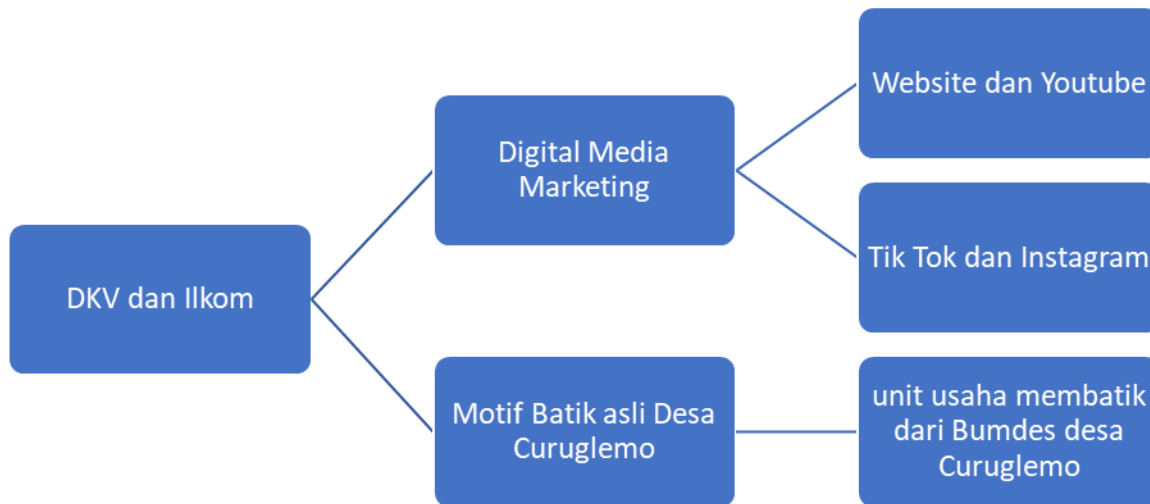 DKV dan Ilkom
Digital Media
Marketing
Website dan Youtube
Tik Tok dan Instagram
Motif Batik asli Desa
Curuglemo
unit usaha membatik
dari Bumdes desa
Curuglemo